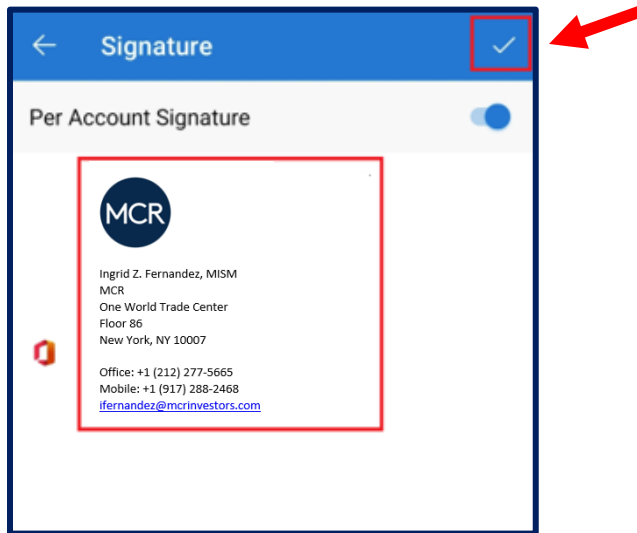 Signature
Per Account Signature
MCR
Ingrid Z. Fernandez, MISM
MCR
One World Trade Center
Floor 86
New York, NY 10007
Office: +1 (212) 277-5665
Mobile: +1 (917) 288-2468
ifernandez@mcrinvestors.com